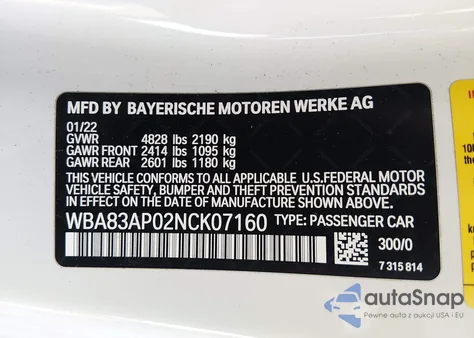 MFD BY BAYERISCHE MOTOREN WERKE AG
01/22
GVWR 4828 lbs 2190 kg
GAWR FRONT 2414 lbs 1095 kg
GAWR REAR 2601 lbs 1180 kg
THIS VEHICLE CONFORMS TO ALL APPLICABLE U.S.FEDERAL MOTOR
VEHICLE SAFETY, BUMPER AND THEFT PREVENTION STANDARDS
IN EFFECT ON THE DATE OF MANUFACTURE SHOWN ABOVE.
WBA83AP02NCK07160 TYPE: PASSENGER CAR
300/0
7 315 814
100
the
autoSnap
Pewne auta z aukcji USA i EU